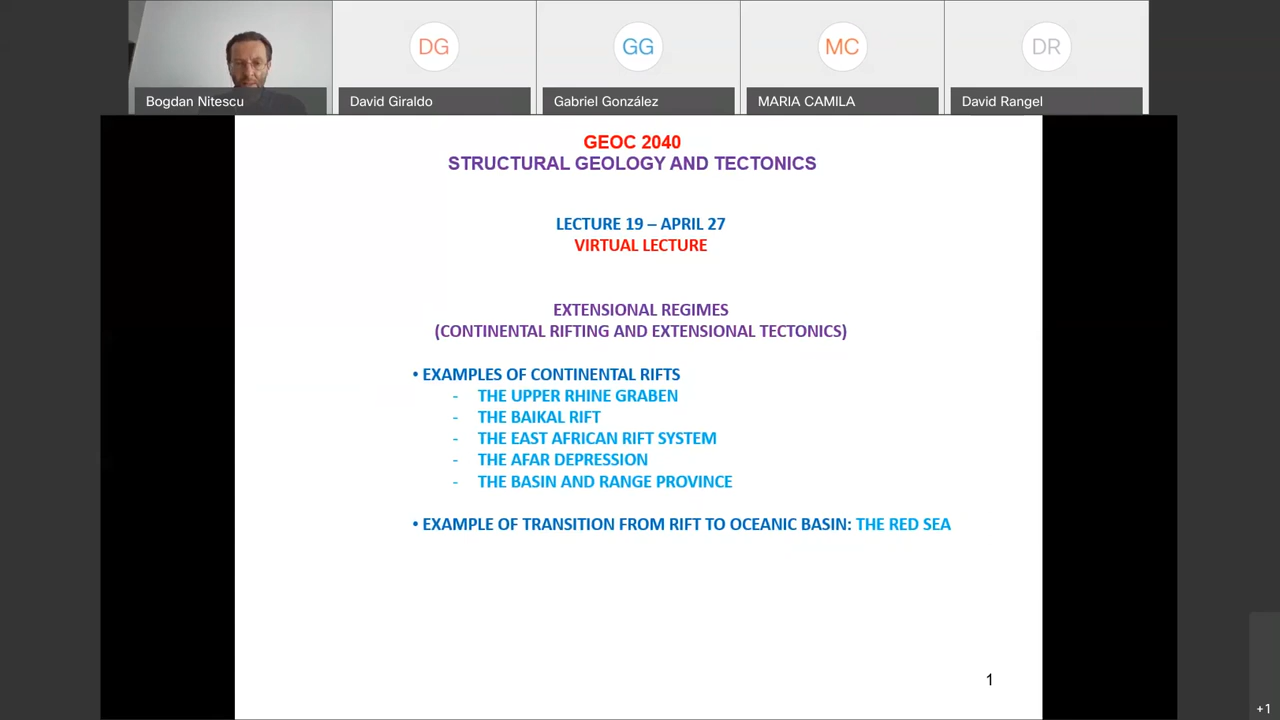 DG
GG
MC
DR
Bogdan Nitescu
David Giraldo
Gabriel González
MARIA CAMILA
David Rangel
GEOC 2040
STRUCTURAL GEOLOGY AND TECTONICS
LECTURE 19 – APRIL 27
VIRTUAL LECTURE
EXTENSIONAL REGIMES
(CONTINENTAL RIFTING AND EXTENSIONAL TECTONICS)
• EXAMPLES OF CONTINENTAL RIFTS
- THE UPPER RHINE GRABEN
- THE BAIKAL RIFT
- THE EAST AFRICAN RIFT SYSTEM
- THE AFAR DEPRESSION
- THE BASIN AND RANGE PROVINCE
• EXAMPLE OF TRANSITION FROM RIFT TO OCEANIC BASIN: THE RED SEA
1
+1